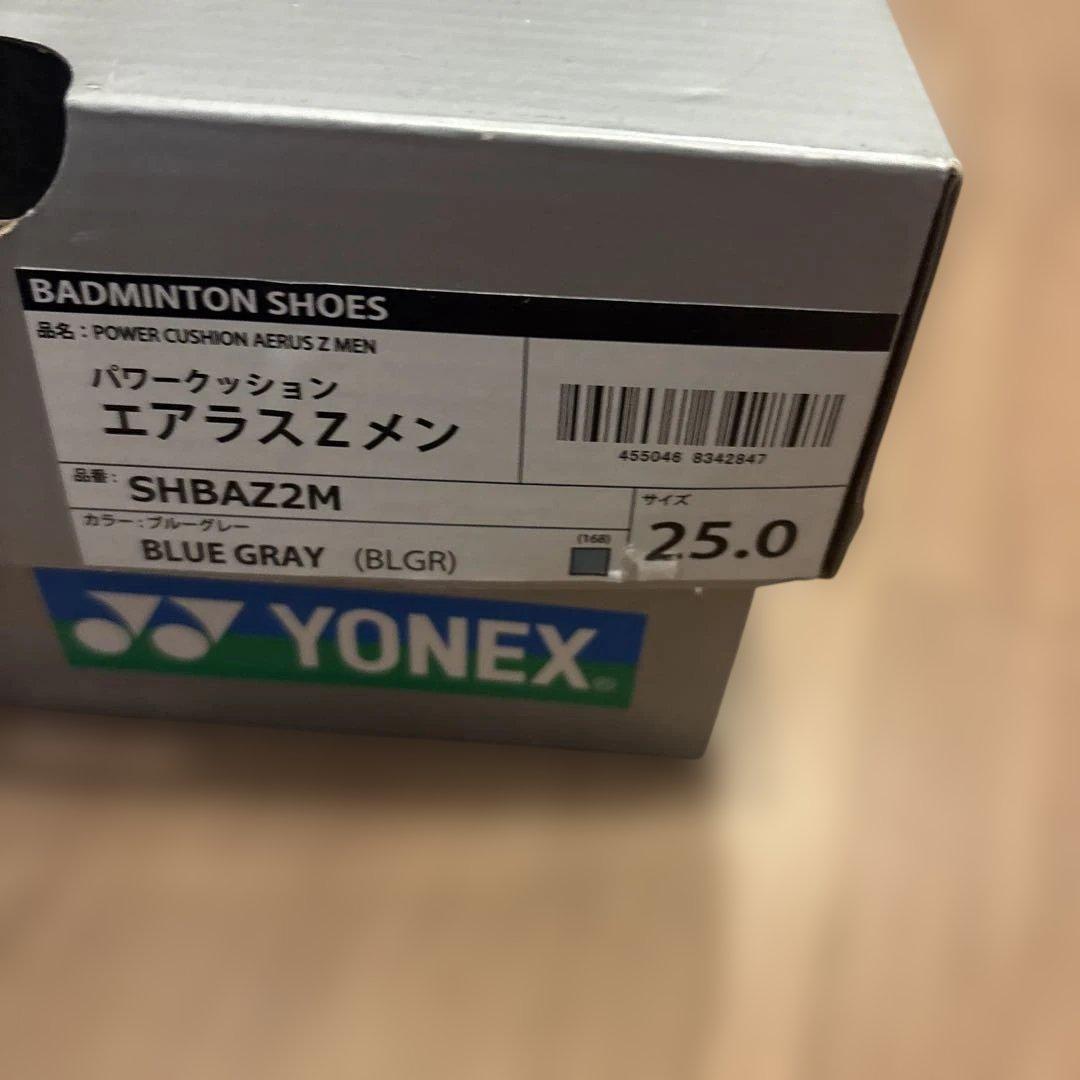 BADMINTON SHOES
品名：POWER CUSHION AERUS Z MEN
パワークッション
エアラスZメン
455046 8342847
品番：SHBAZ2M
サイズ
25.0
カラー：ブルーグレー
(168)
BLUE GRAY (BLGR)
YONEX